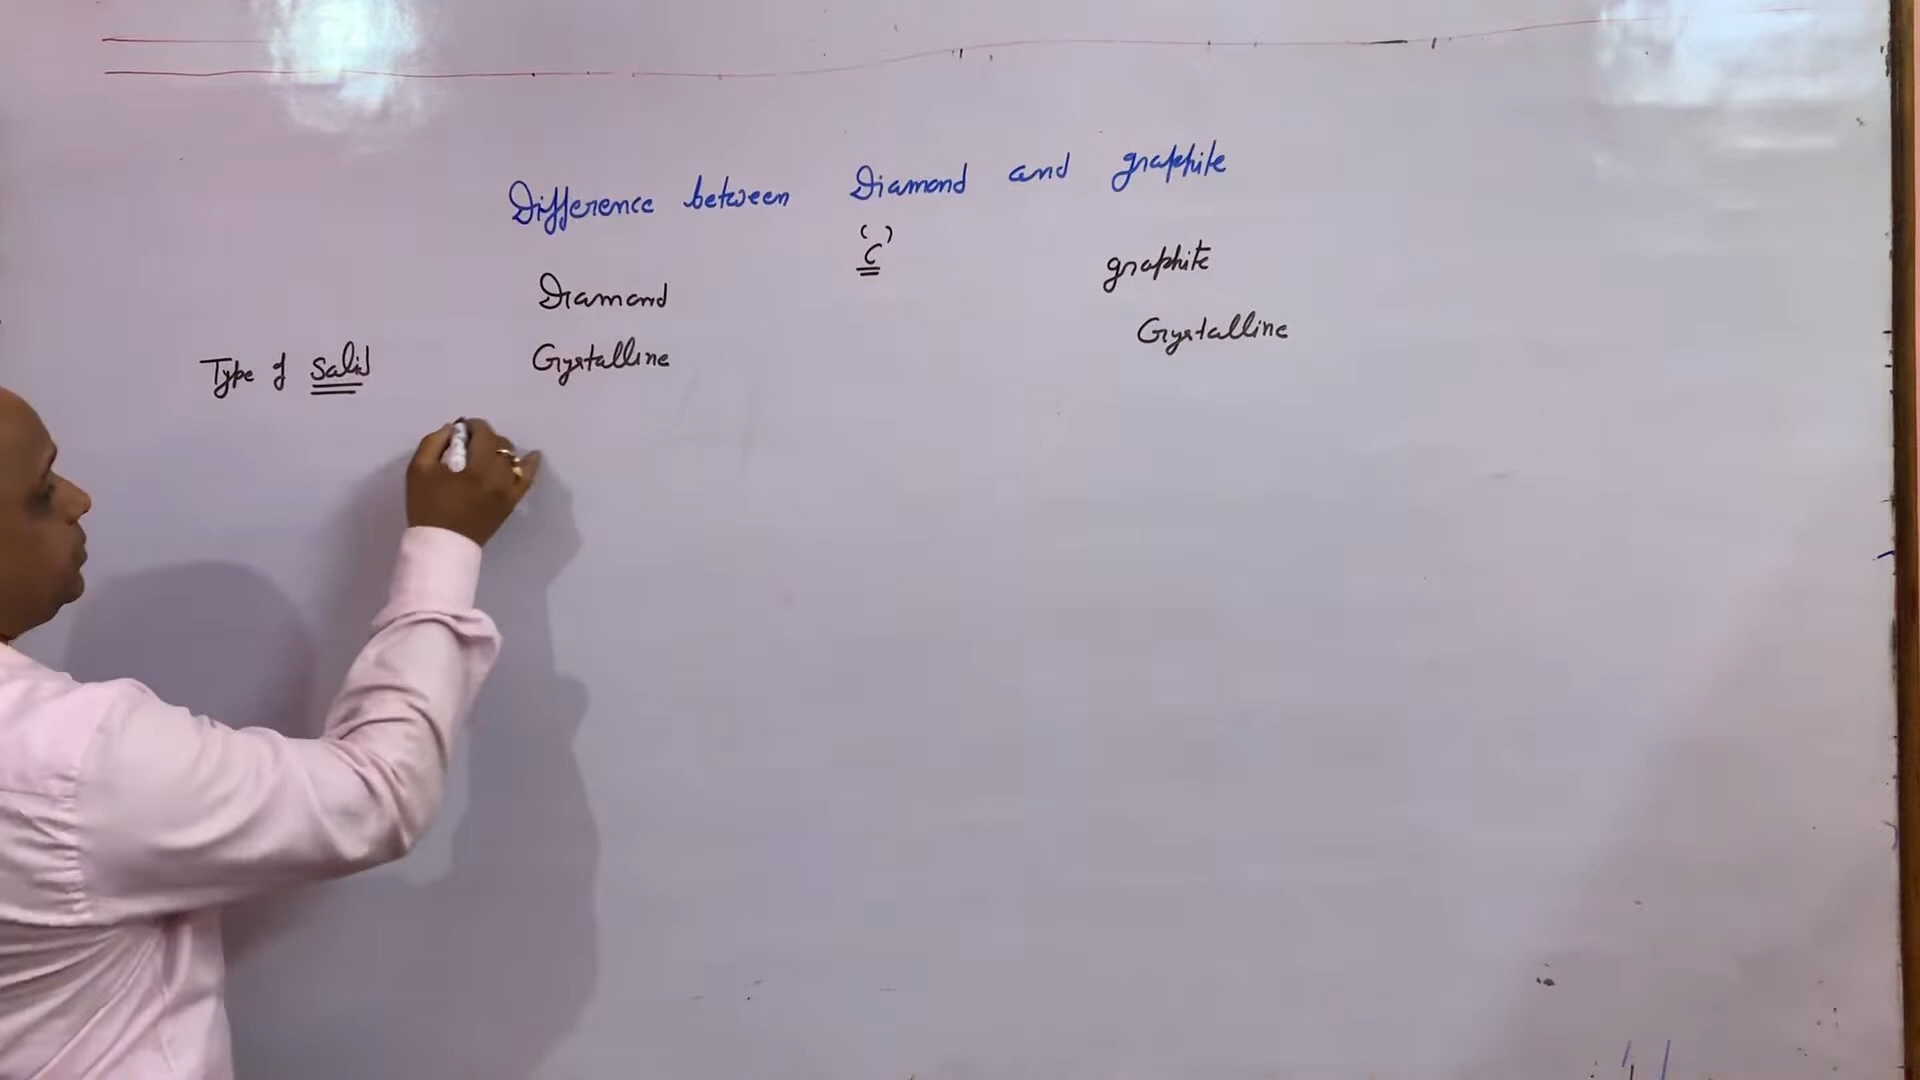 Difference between Diamond and graphite
(C)
Diamond graphite
Type of Solid Crystalline Crystalline